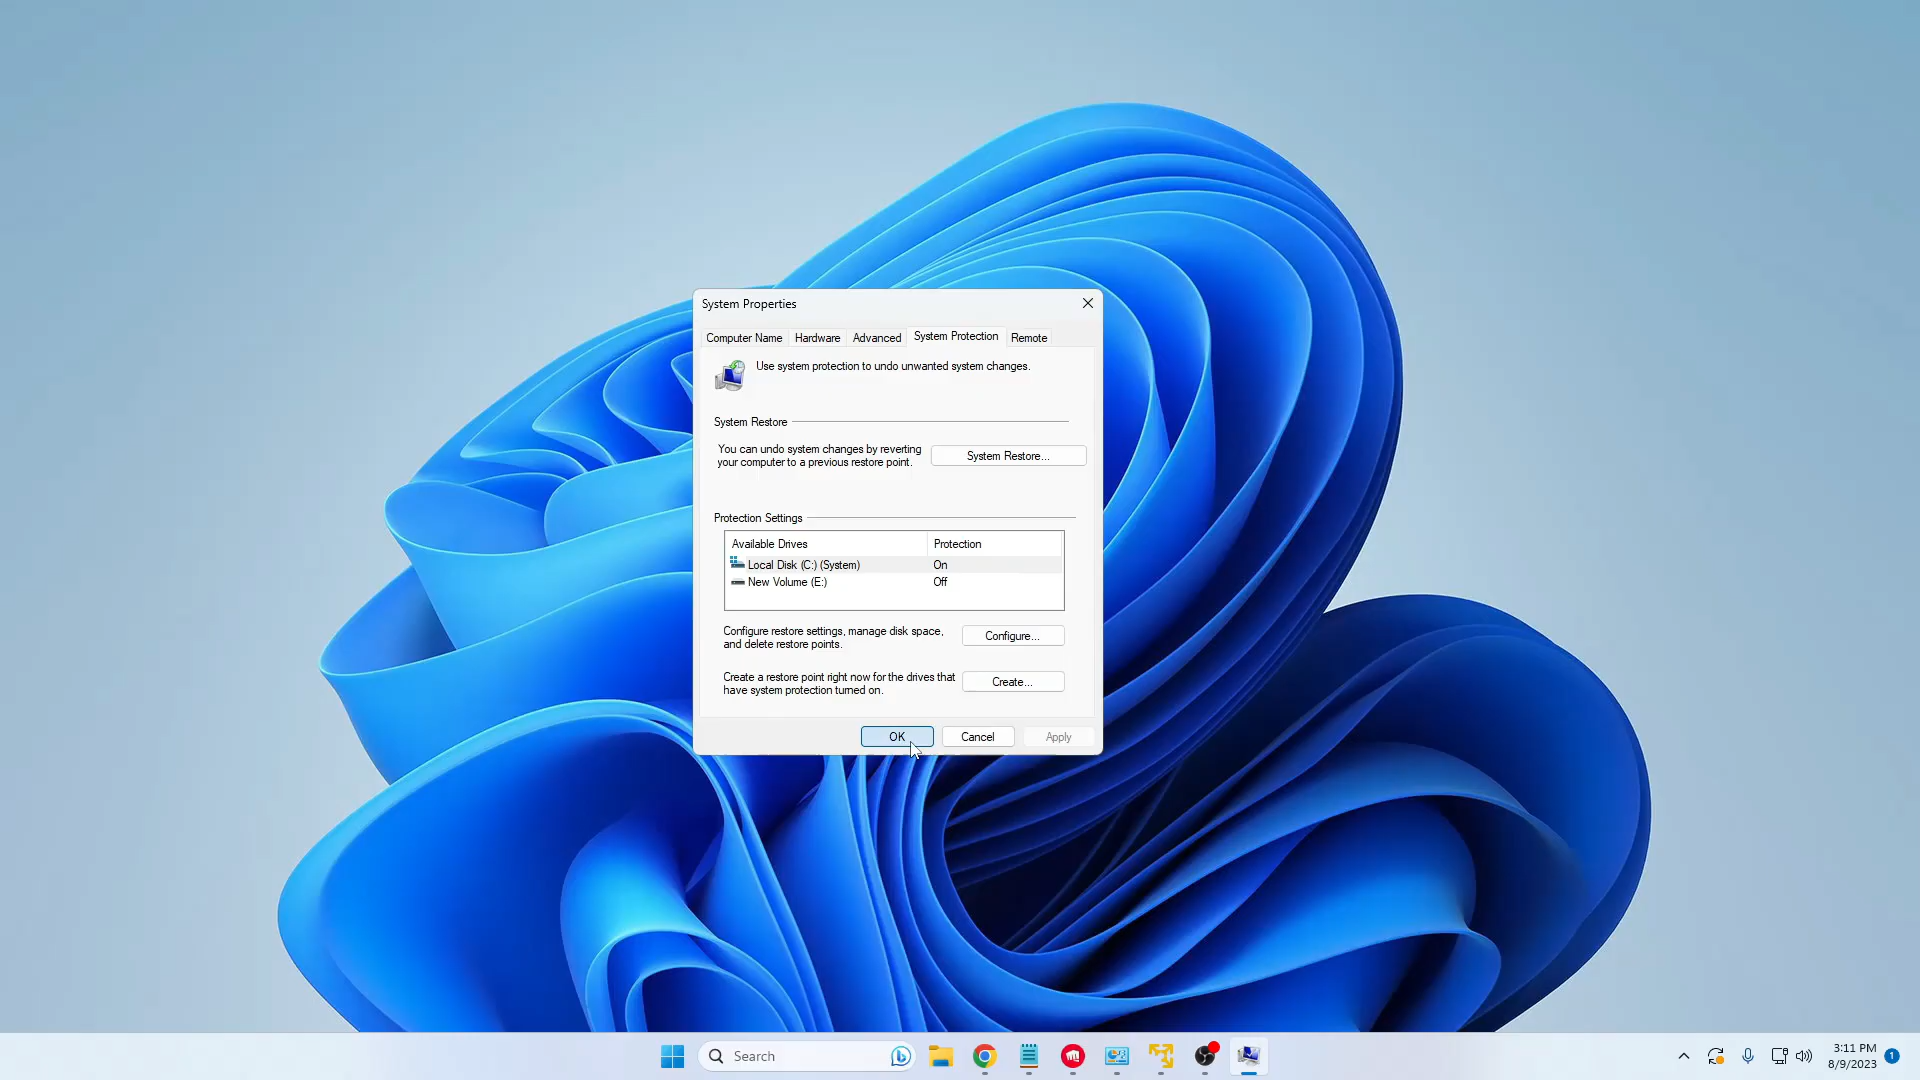 System Properties
Computer Name Hardware Advanced System Protection Remote
Use system protection to undo unwanted system changes.
System Restore
You can undo system changes by reverting
your computer to a previous restore point.
System Restore...
Protection Settings
Available Drives Protection
Local Disk (C:) (System) On
New Volume (E:) Off
Configure restore settings, manage disk space,
and delete restore points.
Configure...
Create a restore point right now for the drives that
have system protection turned on.
Create...
OK Cancel Apply
Search
3:11 PM
8/9/2023
1